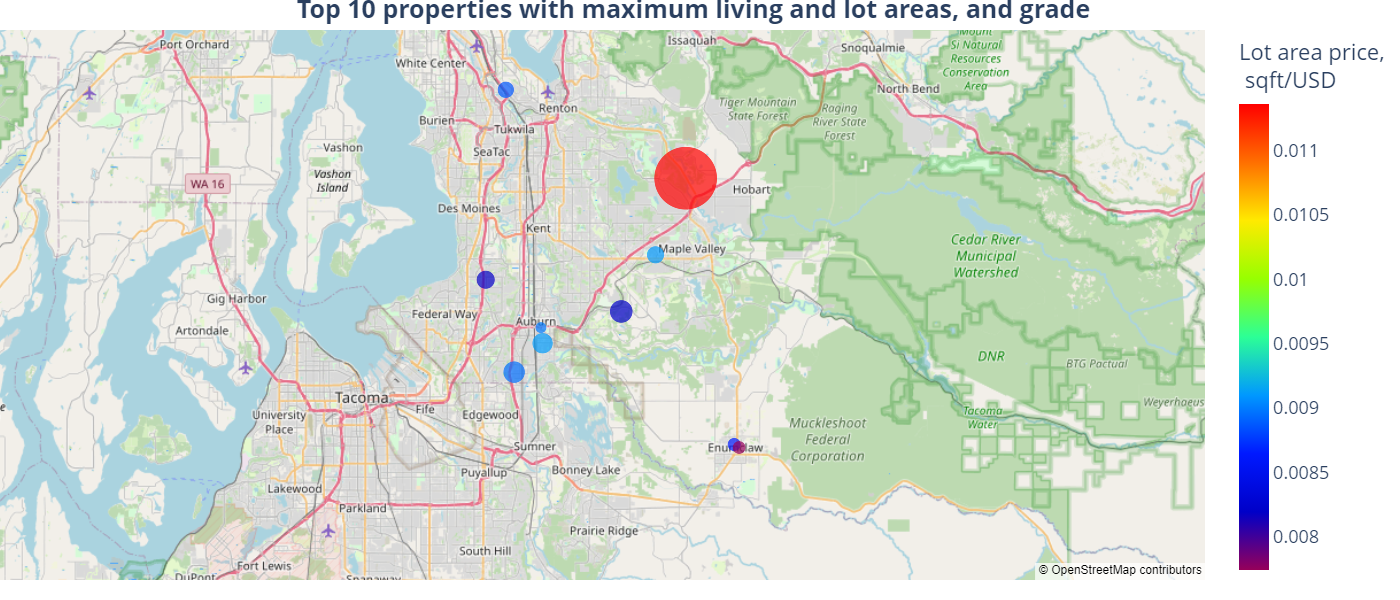 Top 10 properties with maximum living and lot areas, and grade
Port Orchard
White Center
Issaquah
Snoqualmie
Mount
Si Natural
Resources
Conservation
Area
North Bend
Tiger Mountain
State Forest
Raging
River State
Forest
Renton
Burien
Tukwila
SeaTac
Vashon
Vashon
Island
WA 16
Hobart
Des Moines
Kent
Maple Valley
Cedar River
Municipal
Watershed
Gig Harbor
Federal Way
Auburn
Artondale
DNR
BTG Pactual
Tacoma
Fife
Edgewood
University
Place
Weyerhaeus
Tacoma
Water
Muckleshoot
Federal
Corporation
Sumner
Puyallup
Bonney Lake
Lakewood
Parkland
Prairie Ridge
South Hill
Fort Lewis
DuPont
Spanaway
© OpenStreetMap contributors
Lot area price,
sqft/USD
0.011
0.0105
0.01
0.0095
0.009
0.0085
0.008